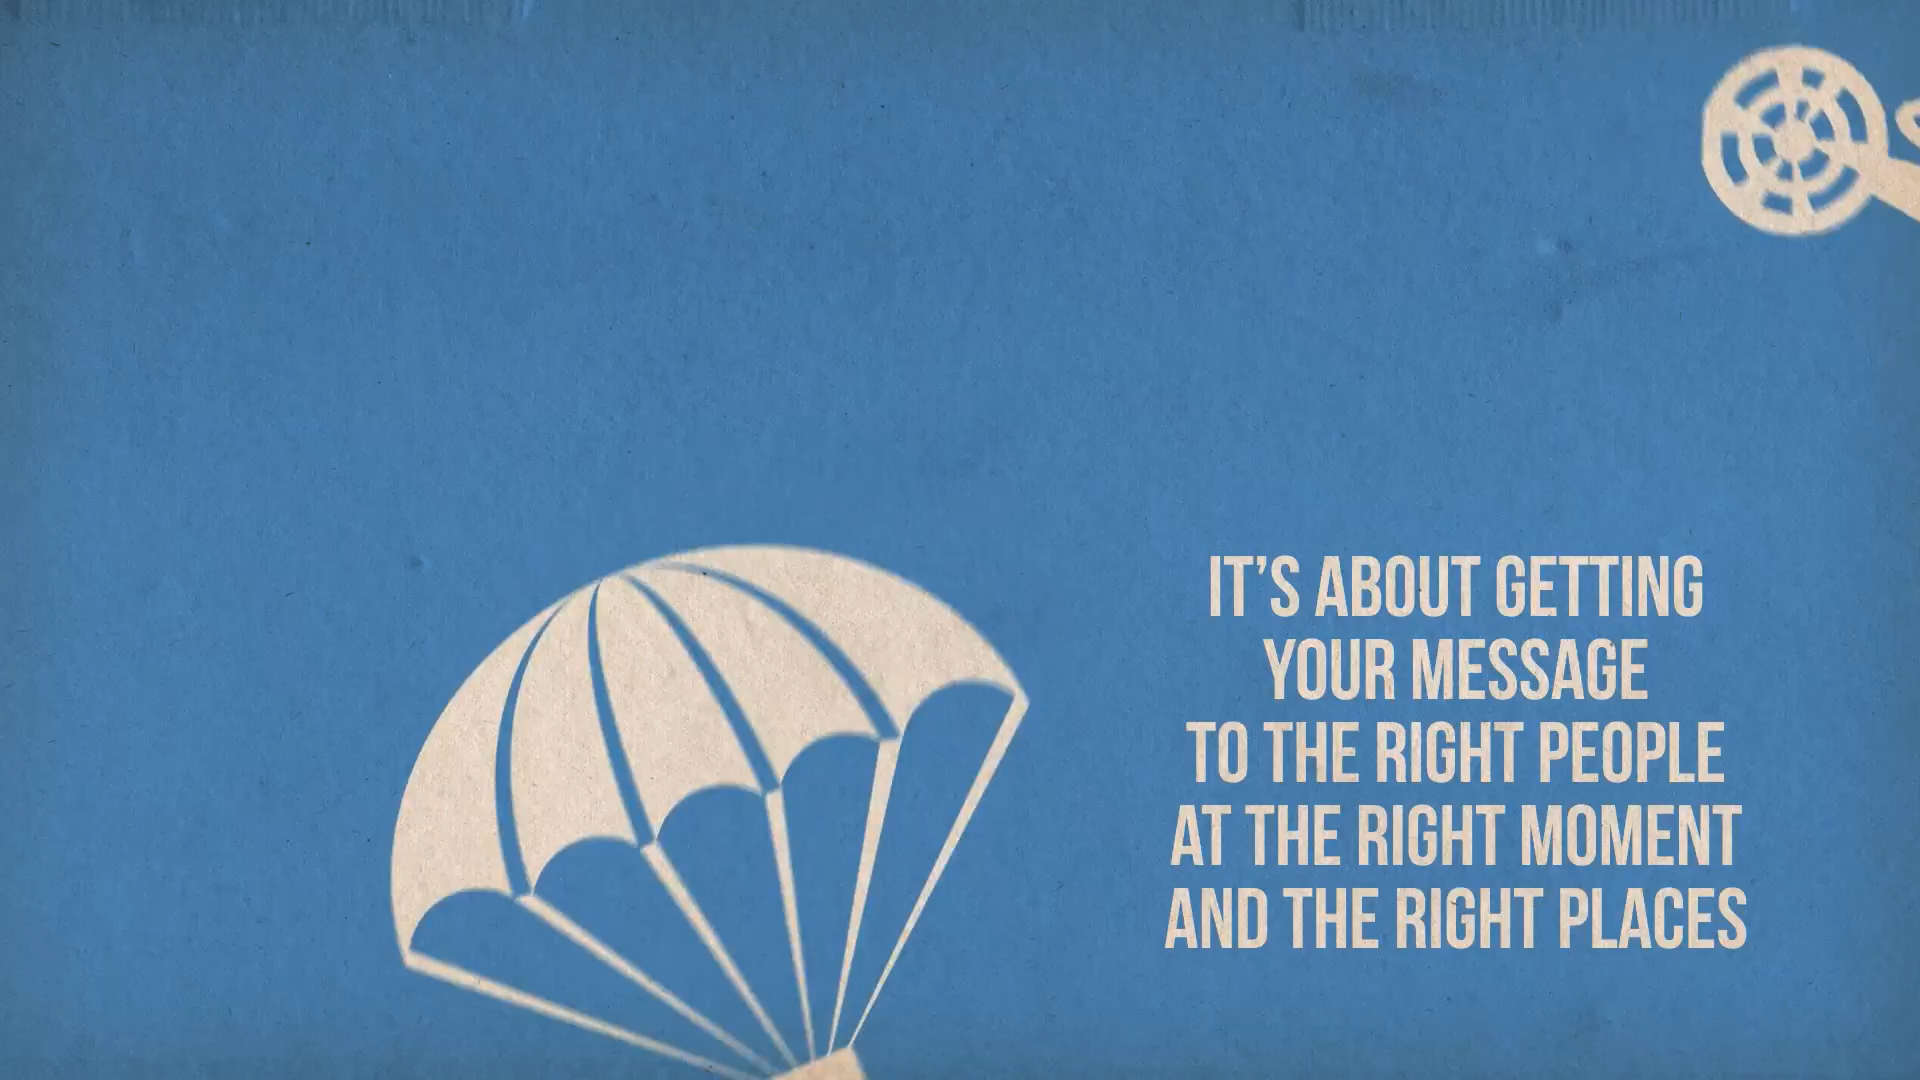 IT’S ABOUT GETTING
YOUR MESSAGE
TO THE RIGHT PEOPLE
AT THE RIGHT MOMENT
AND THE RIGHT PLACES